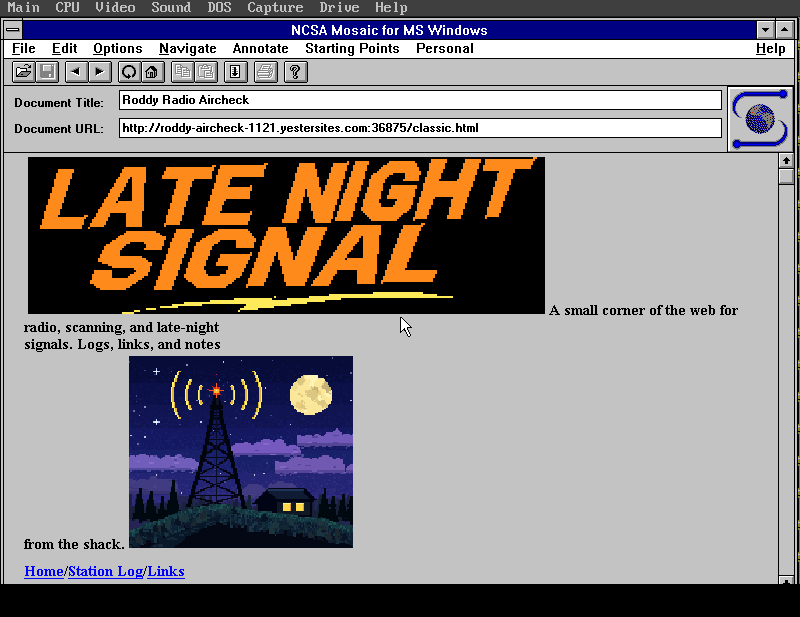 Main CPU Video Sound DOS Capture Drive Help
NCSA Mosaic for MS Windows
File Edit Options Navigate Annotate Starting Points Personal Help
Document Title: Roddy Radio Aircheck
Document URL: http://roddy-aircheck-1121.yestersites.com:36875/classic.html
LATE NIGHT
SIGNAL
A small corner of the web for
radio, scanning, and late-night
signals. Logs, links, and notes
from the shack.
Home/Station Log/Links